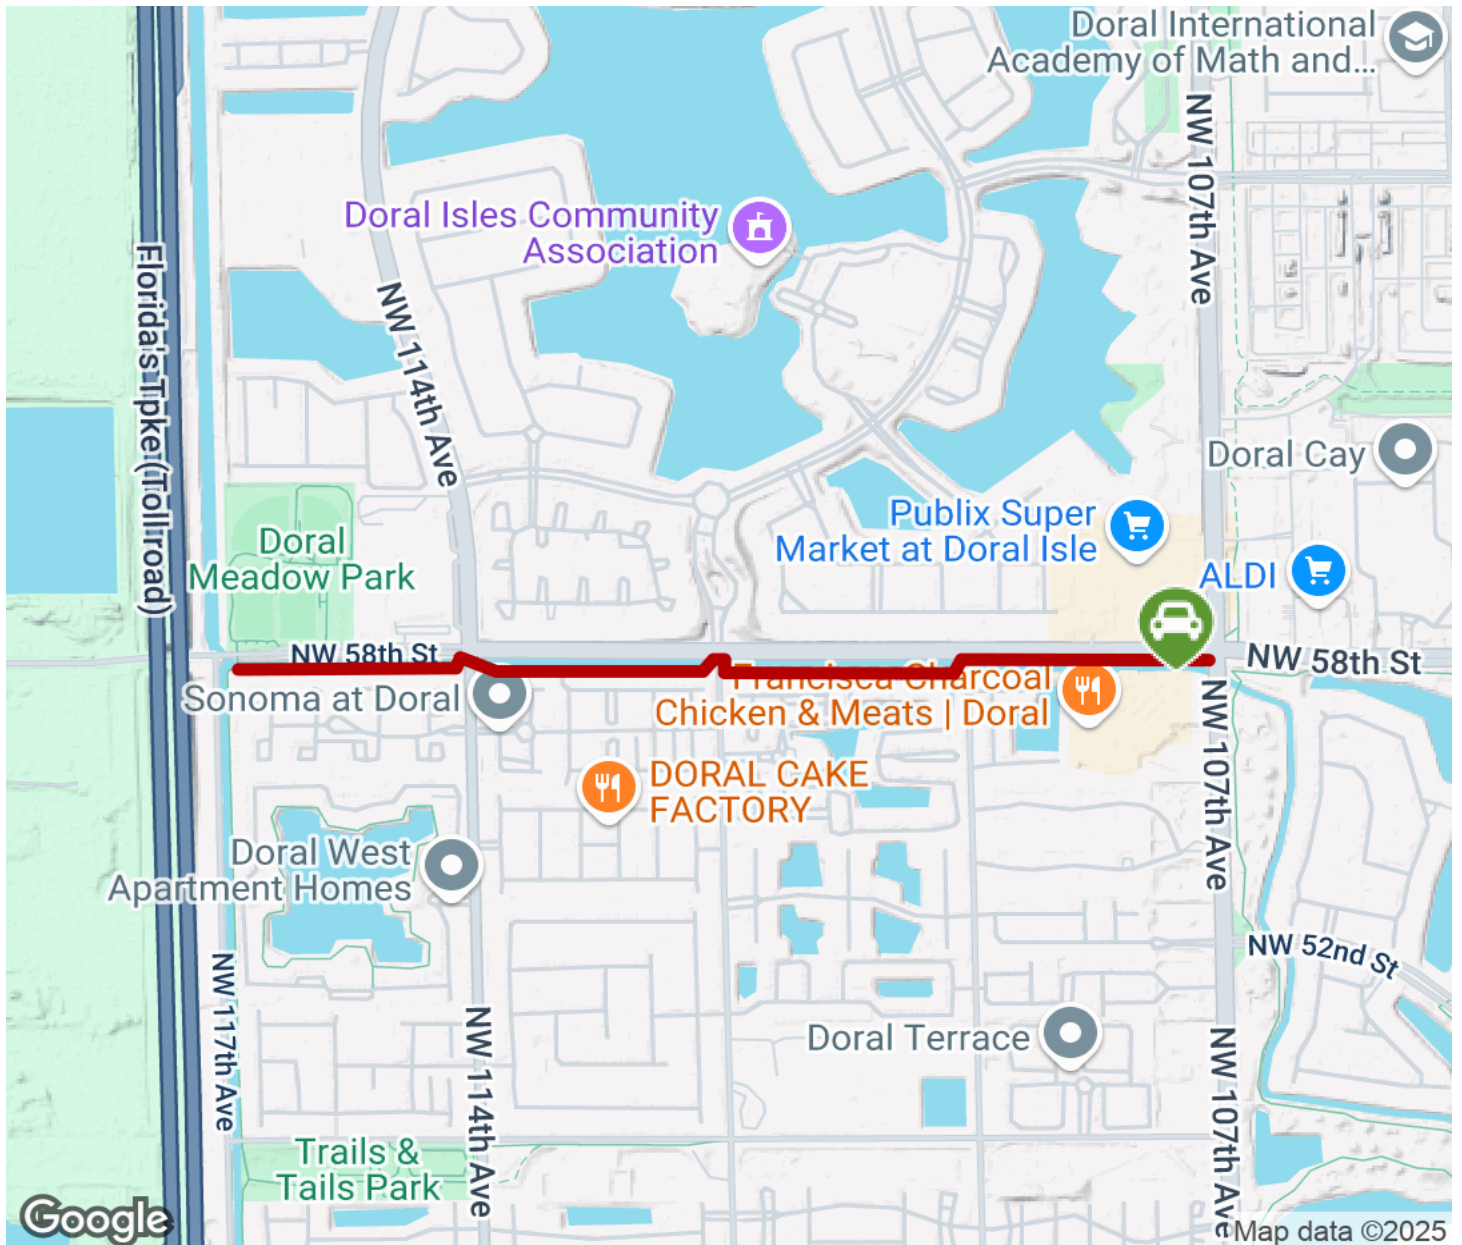 Doral International
Academy of Math and...
NW 107th Ave
Doral Isles Community
Association
Florida's Tpke (Toll road)
NW 114th Ave
Doral Cay
Publix Super
Market at Doral Isle
ALDI
Doral
Meadow Park
NW 58th St
NW 58th St
Sonoma at Doral
Francisca Charcoal
Chicken & Meats | Doral
NW 107th Ave
DORAL CAKE
FACTORY
Doral West
Apartment Homes
NW 52nd St
NW 117th Ave
NW 114th Ave
Doral Terrace
NW 107th Ave
Trails &
Tails Park
Google
Map data ©2025